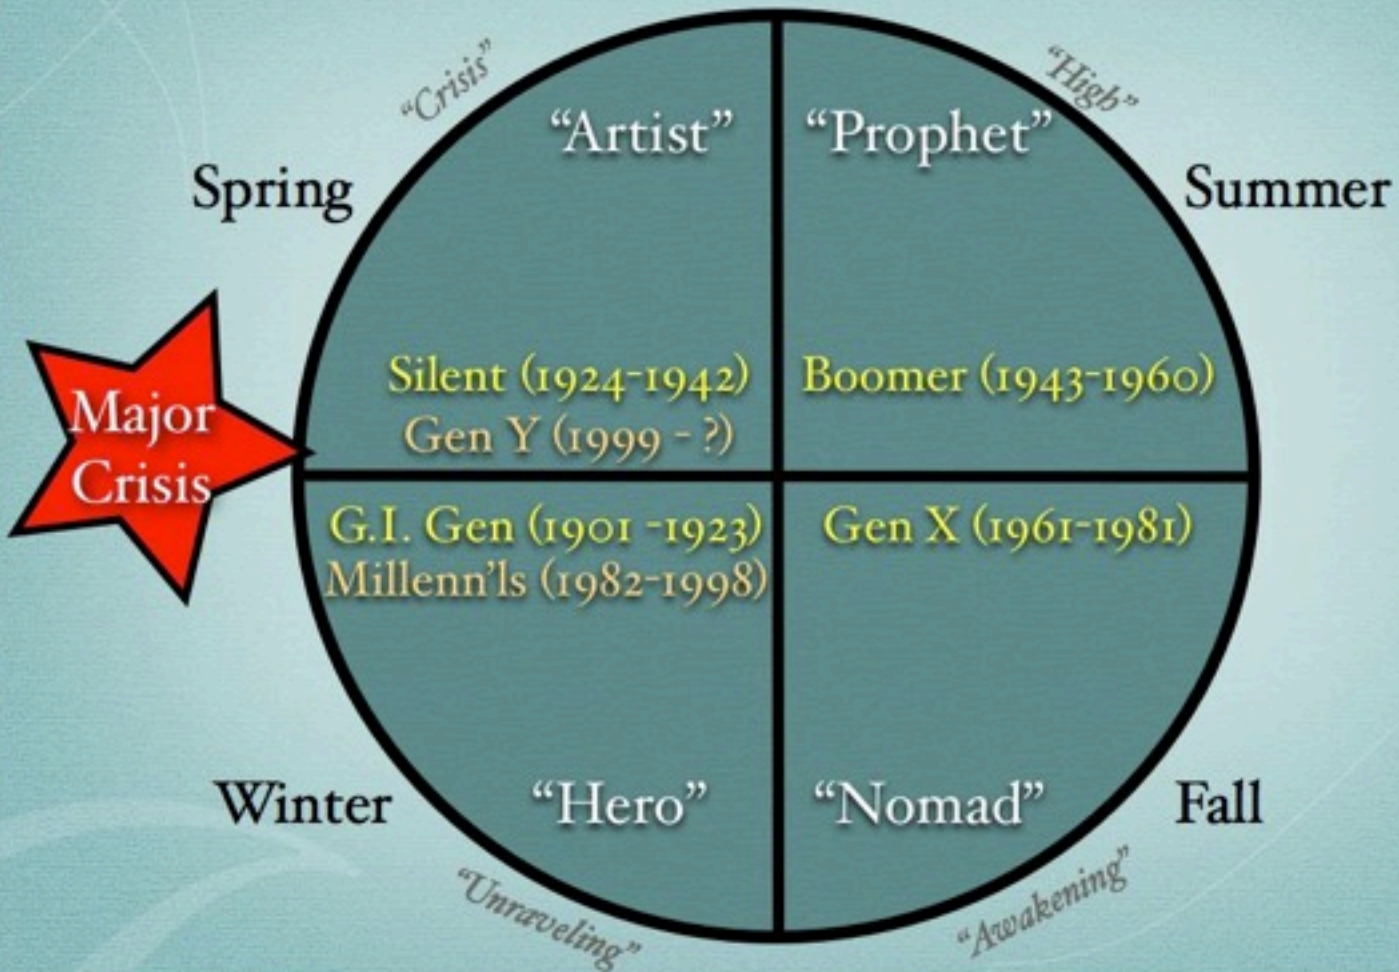 “Crisis”
“High”
“Artist”
“Prophet”
Spring
Summer
Silent (1924-1942)
Boomer (1943-1960)
Gen Y (1999 - ?)
Major
Crisis
G.I. Gen (1901 -1923)
Gen X (1961-1981)
Millenn’ls (1982-1998)
Winter
“Hero”
“Nomad”
Fall
“Unraveling”
“Awakening”